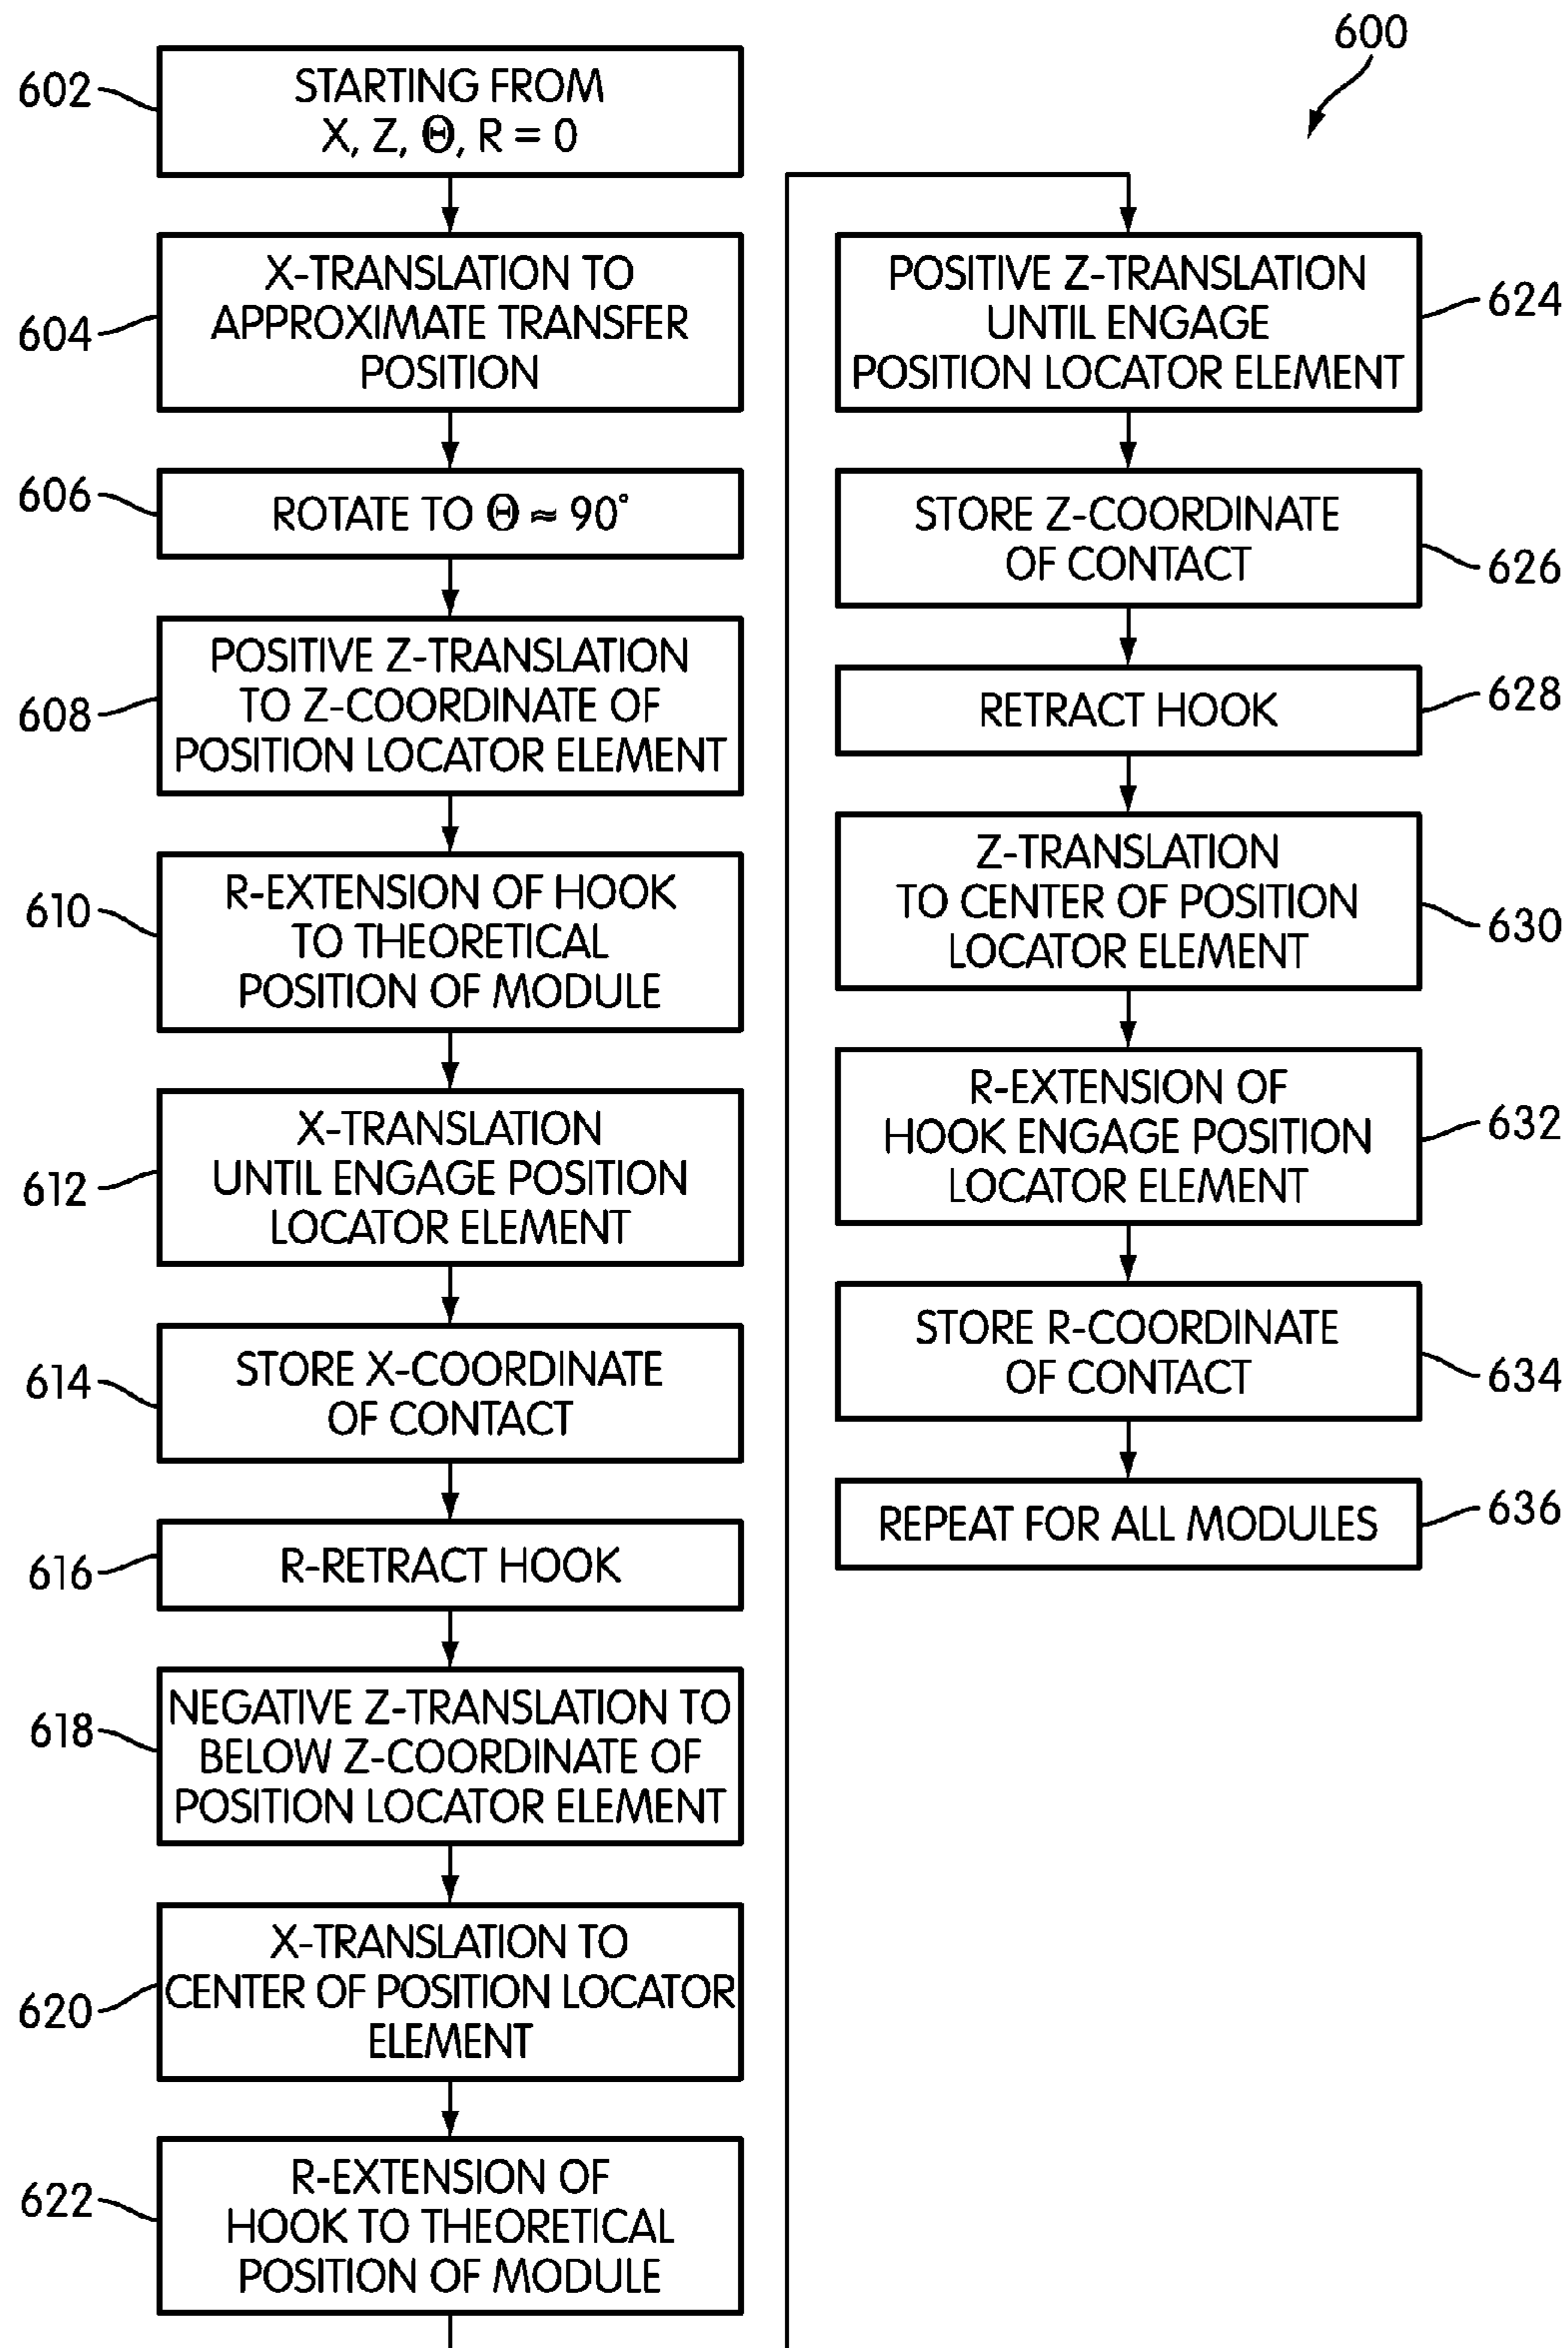 600
602
STARTING FROM
X, Z, Θ, R = 0
604
X-TRANSLATION TO
APPROXIMATE TRANSFER
POSITION
606
ROTATE TO Θ ≈ 90°
608
POSITIVE Z-TRANSLATION
TO Z-COORDINATE OF
POSITION LOCATOR ELEMENT
610
R-EXTENSION OF HOOK
TO THEORETICAL
POSITION OF MODULE
612
X-TRANSLATION
UNTIL ENGAGE POSITION
LOCATOR ELEMENT
614
STORE X-COORDINATE
OF CONTACT
616
R-RETRACT HOOK
618
NEGATIVE Z-TRANSLATION TO
BELOW Z-COORDINATE OF
POSITION LOCATOR ELEMENT
620
X-TRANSLATION TO
CENTER OF POSITION LOCATOR
ELEMENT
622
R-EXTENSION OF
HOOK TO THEORETICAL
POSITION OF MODULE
POSITIVE Z-TRANSLATION
UNTIL ENGAGE
POSITION LOCATOR ELEMENT
624
STORE Z-COORDINATE
OF CONTACT
626
RETRACT HOOK
628
Z-TRANSLATION
TO CENTER OF POSITION
LOCATOR ELEMENT
630
R-EXTENSION OF
HOOK ENGAGE POSITION
LOCATOR ELEMENT
632
STORE R-COORDINATE
OF CONTACT
634
REPEAT FOR ALL MODULES
636